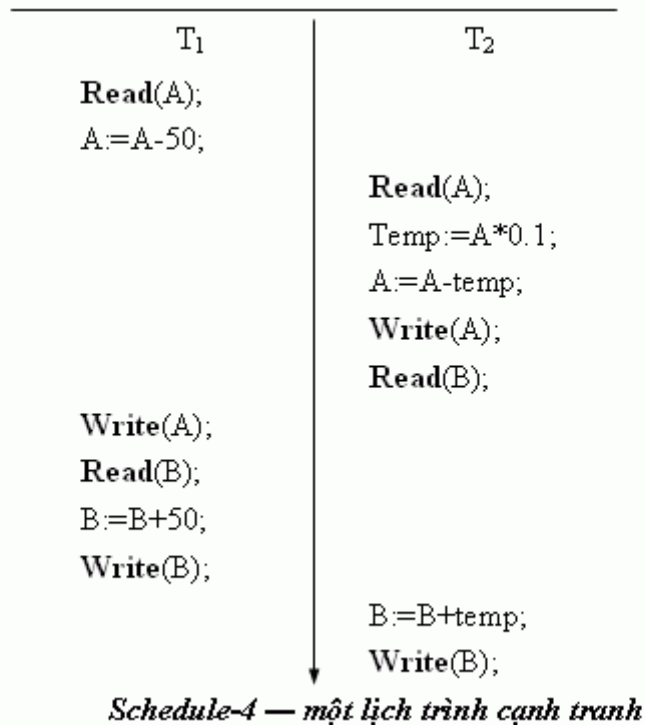 T1 T2
Read(A);
A:=A-50;
Read(A);
Temp:=A*0.1;
A:=A-temp;
Write(A);
Read(B);
Write(A);
Read(B);
B:=B+50;
Write(B);
B:=B+temp;
Write(B);
Schedule-4 — một lịch trình cạnh tranh